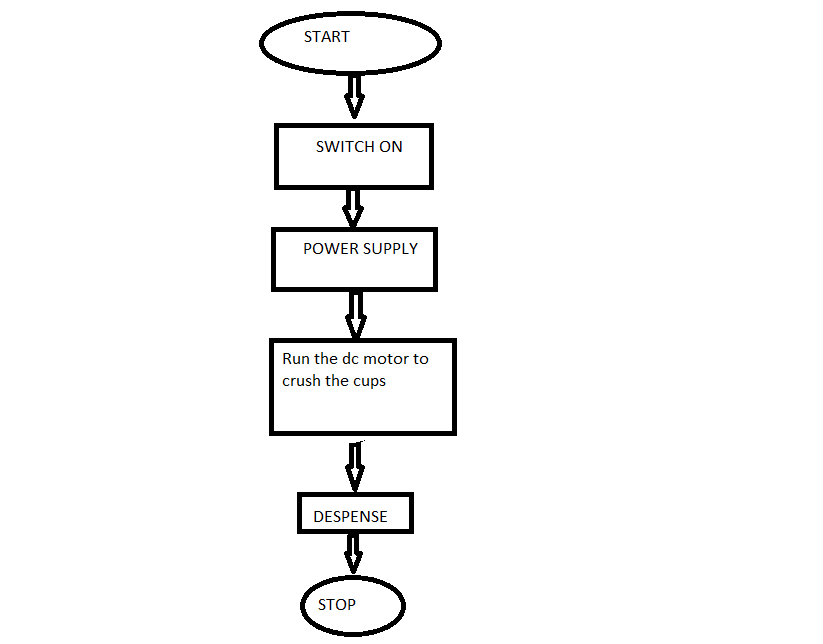 START
SWITCH ON
POWER SUPPLY
Run the dc motor to
crush the cups
DESPENSE
STOP